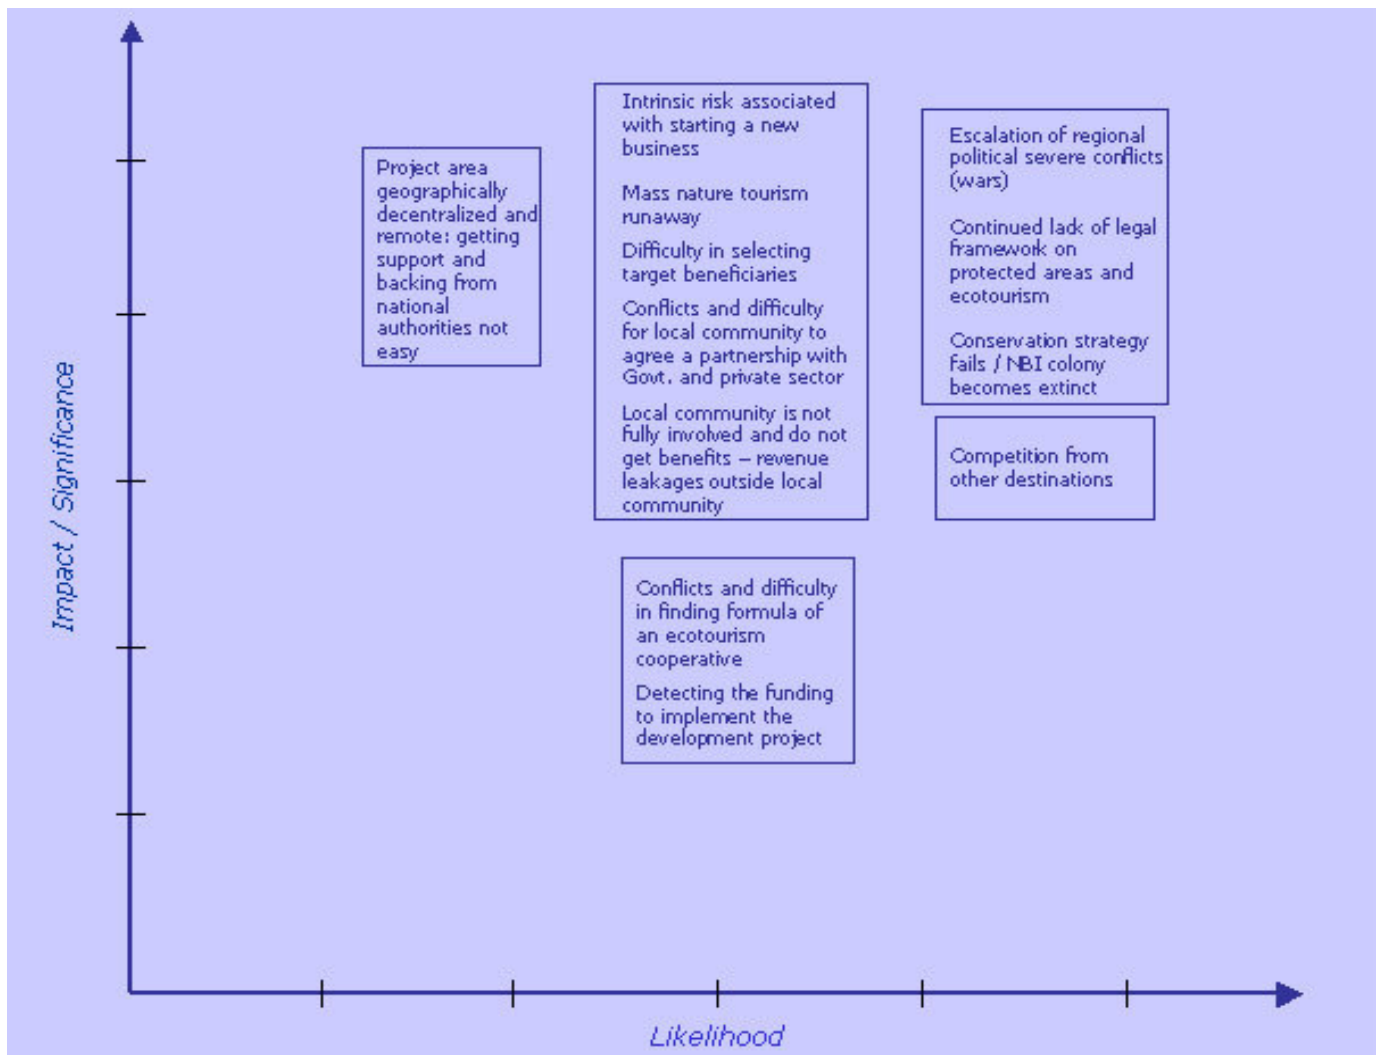 Project area
geographically
decentralized and
remote: getting
support and
backing from
national
authorities not
easy
Intrinsic risk associated
with starting a new
business
Mass nature tourism
runaway
Difficulty in selecting
target beneficiaries
Conflicts and difficulty
for local community to
agree a partnership with
Govt. and private sector
Local community is not
fully involved and do not
get benefits – revenue
leakages outside local
community
Escalation of regional
political severe conflicts
(wars)
Continued lack of legal
framework on
protected areas and
ecotourism
Conservation strategy
fails / NBI colony
becomes extinct
Competition from
other destinations
Conflicts and difficulty
in finding formula of
an ecotourism
cooperative
Detecting the funding
to implement the
development project
Impact / Significance
Likelihood